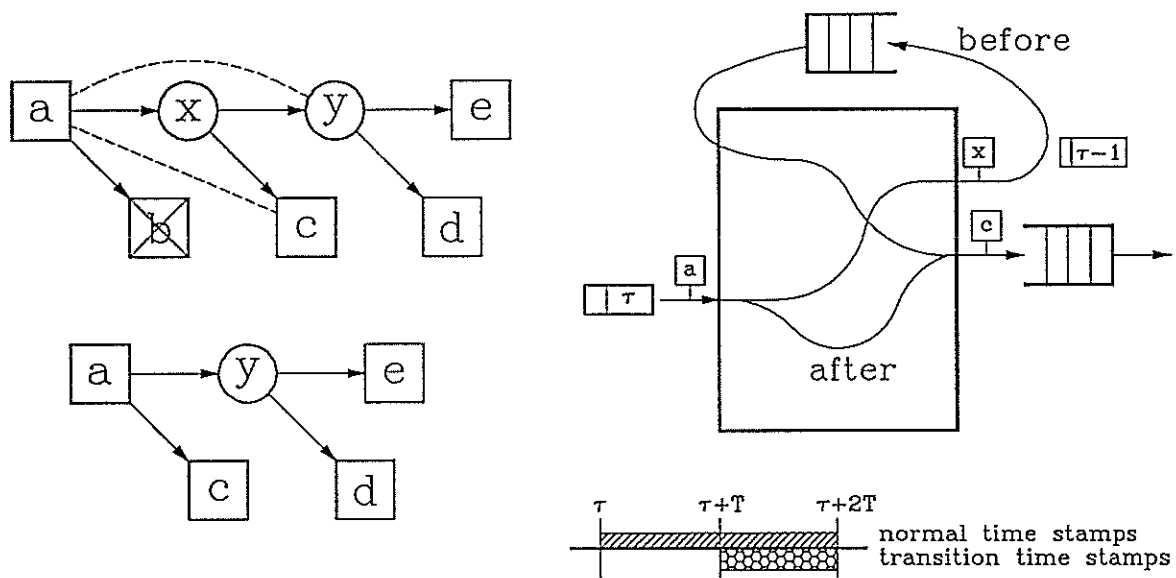 a
x
y
e
b
c
d
a
y
e
c
d
before
x
τ-1
c
a
τ
after
τ τ+T τ+2T
normal time stamps
transition time stamps